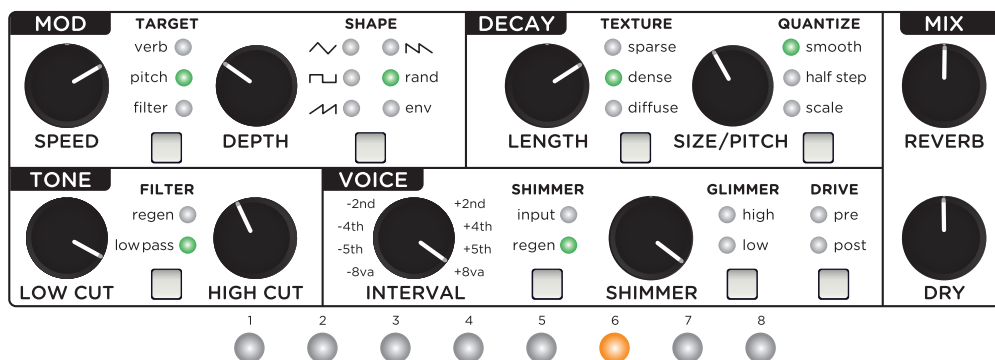 MOD
TARGET
SHAPE
verb
pitch
rand
filter
env
SPEED
DEPTH
DECAY
TEXTURE
QUANTIZE
sparse
smooth
dense
half step
diffuse
scale
LENGTH
SIZE/PITCH
MIX
REVERB
TONE
FILTER
regen
lowpass
LOW CUT
HIGH CUT
VOICE
SHIMMER
GLIMMER
DRIVE
-2nd
+2nd
input
high
pre
-4th
+4th
-5th
+5th
regen
low
post
-8va
+8va
INTERVAL
SHIMMER
DRY
1 2 3 4 5 6 7 8